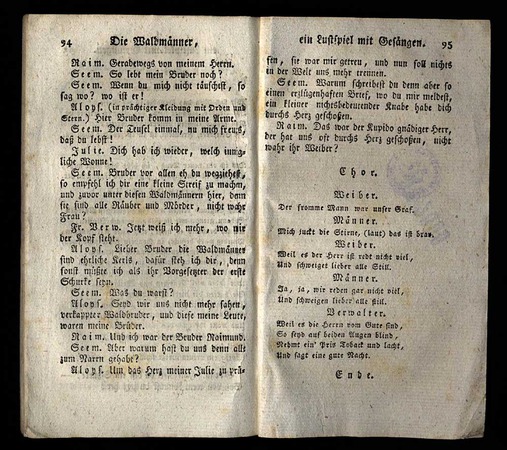 94 Die Waldmänner,
Raim. Geradewegs von meinem Herrn.
Seem. So lebt mein Bruder noch?
Seem. Wenn du mich nicht täuschest, so
sag wo? wo ist er!
Aloys. (in prächtiger Kleidung mit Orden und
Stern.) Hier Bruder komm in meine Arme.
Seem. Der Teufel einmal, nu mich freuts,
daß du lebst!
Julie. Dich hab ich wieder, welch innig-
liche Wonne!
Seem. Bruder vor allen eh du wegziehest,
so empfehl ich dir eine kleine Streif zu machen,
und zuvor unter diesen Waldmännern hier, denn
sie sind alle Räuber und Mörder, nicht wahr
Frau?
Fr. Verw. Jetzt weiß ich mehr, wo mir
der Kopf steht.
Aloys. Lieber Bruder die Waldmänner
sind ehrliche Kerls, dafür steh ich dir, denn
sonst müßte ich als ihr Vorgesetzter der erste
Schurke seyn.
Seem. Was du warst?
Aloys. Seyd wir uns nicht mehr sahen,
verkappter Waldbruder, und diese meine Leute,
waren meine Brüder.
Raim. Und ich war der Bruder Raimund.
Seem. Aber warum hast du uns denn alle
zum Narrn gehabt?
Aloys. Um das Herz meiner Julie zu prü-
ein Lustspiel mit Gesängen. 95
fen, sie war mir getreu, und nun soll nichts
in der Welt uns mehr trennen.
Seem. Warum schreibest du denn aber so
einen Brief, wo du mir meldest,
ein kleiner nichtsbedeutender Knabe habe dich
durchs Herz geschossen.
Raim. Das war der Kupido gnädiger Herr,
der hat uns oft durchs Herz geschossen, nicht
wahr ihr Weiber?
Chor.
Weiber.
Der fromme Mann war unser Graf.
Männer.
Mich juckt die Stirne, (laut) das ist brav.
Weiber.
Weil es der Herr ist redt nicht viel,
Und schweiget lieber alle Still.
Männer.
Ja, ja, wir reden gar nicht viel,
Und schweigen lieber alle still.
Verwalter.
Weil es die Herrn vom Gute sind,
So seyd auf beiden Augen blind,
Nehmt ein' Pris Toback und lacht,
Und sagt eine gute Nacht.
Ende.